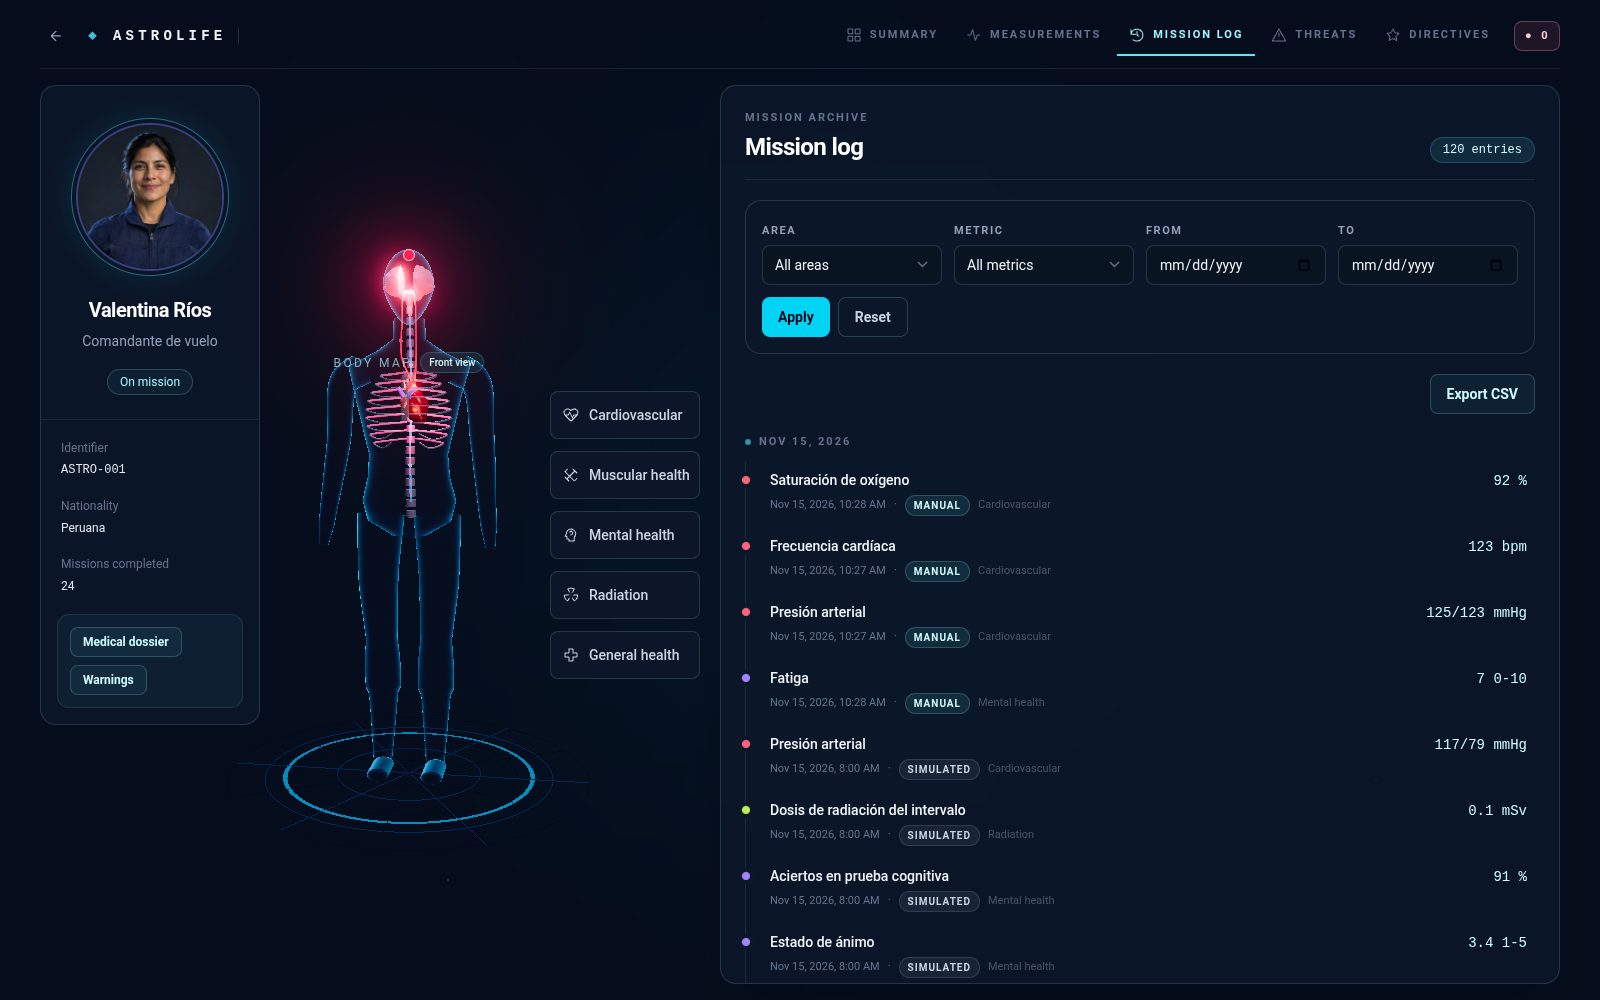 ASTROLIFE
SUMMARY
MEASUREMENTS
MISSION LOG
THREATS
DIRECTIVES
0
Valentina Ríos
Comandante de vuelo
On mission
Identifier
ASTRO-001
Nationality
Peruana
Missions completed
24
Medical dossier
Warnings
BODY MAP
Front view
Cardiovascular
Muscular health
Mental health
Radiation
General health
MISSION ARCHIVE
Mission log
120 entries
AREA
METRIC
FROM
TO
All areas
All metrics
mm/dd/yyyy
mm/dd/yyyy
Apply
Reset
Export CSV
NOV 15, 2026
Saturación de oxígeno 92 %
Nov 15, 2026, 10:28 AM · MANUAL Cardiovascular
Frecuencia cardíaca 123 bpm
Nov 15, 2026, 10:27 AM · MANUAL Cardiovascular
Presión arterial 125/123 mmHg
Nov 15, 2026, 10:27 AM · MANUAL Cardiovascular
Fatiga 7 0-10
Nov 15, 2026, 10:28 AM · MANUAL Mental health
Presión arterial 117/79 mmHg
Nov 15, 2026, 8:00 AM · SIMULATED Cardiovascular
Dosis de radiación del intervalo 0.1 mSv
Nov 15, 2026, 8:00 AM · SIMULATED Radiation
Aciertos en prueba cognitiva 91 %
Nov 15, 2026, 8:00 AM · SIMULATED Mental health
Estado de ánimo 3.4 1-5
Nov 15, 2026, 8:00 AM · SIMULATED Mental health